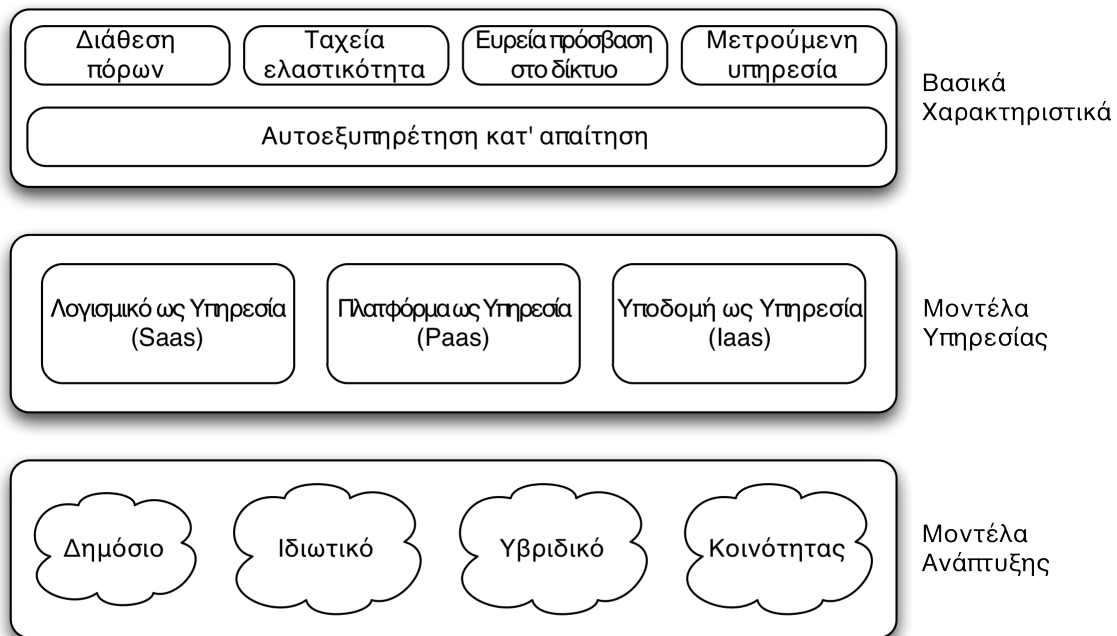 Διάθεση
πόρων
Ταχεία
ελαστικότητα
Ευρεία πρόσβαση
στο δίκτυο
Μετρούμενη
υπηρεσία
Αυτοεξυπηρέτηση κατ' απαίτηση
Βασικά
Χαρακτηριστικά
Λογισμικό ως Υπηρεσία
(Saas)
Πλατφόρμα ως Υπηρεσία
(Paas)
Υποδομή ως Υπηρεσία
(Iaas)
Μοντέλα
Υπηρεσίας
Δημόσιο
Ιδιωτικό
Υβριδικό
Κοινότητας
Μοντέλα
Ανάπτυξης